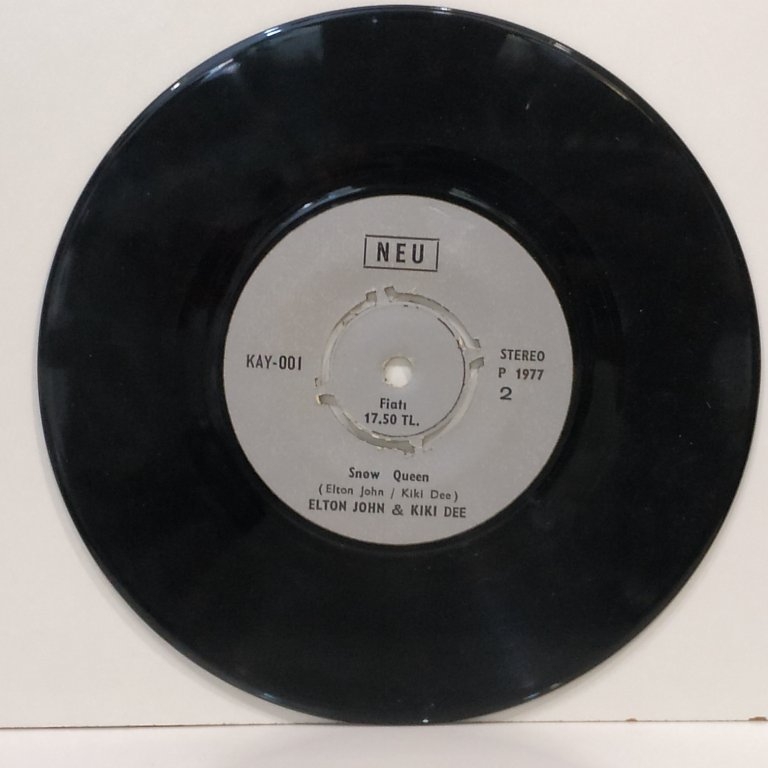 NEU
KAY-001
STEREO
P 1977
2
Fiatı
17.50 TL.
Snow Queen
(Elton John / Kiki Dee)
ELTON JOHN & KIKI DEE